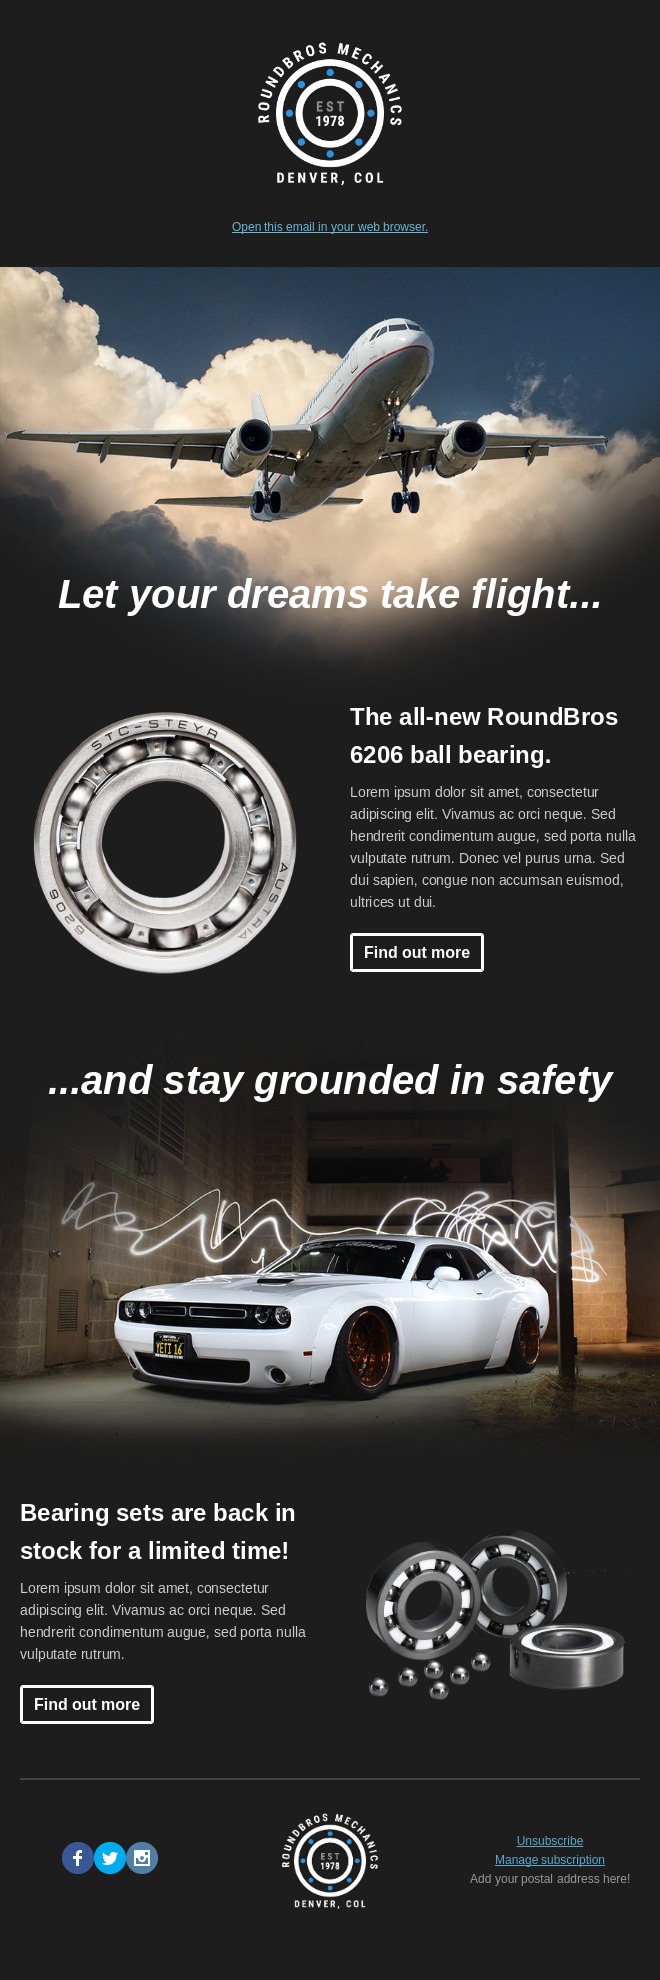 ROUNDBROS MECHANICS
EST
1978
DENVER, COL
Open this email in your web browser.
Let your dreams take flight...
STC-STEYR
AUSTRIA
6206
The all-new RoundBros
6206 ball bearing.
Lorem ipsum dolor sit amet, consectetur
adipiscing elit. Vivamus ac orci neque. Sed
hendrerit condimentum augue, sed porta nulla
vulputate rutrum. Donec vel purus urna. Sed
dui sapien, congue non accumsan euismod,
ultrices ut dui.
Find out more
...and stay grounded in safety
YETI 16
Bearing sets are back in
stock for a limited time!
Lorem ipsum dolor sit amet, consectetur
adipiscing elit. Vivamus ac orci neque. Sed
hendrerit condimentum augue, sed porta nulla
vulputate rutrum.
Find out more
ROUNDBROS MECHANICS
EST
1978
DENVER, COL
Unsubscribe
Manage subscription
Add your postal address here!